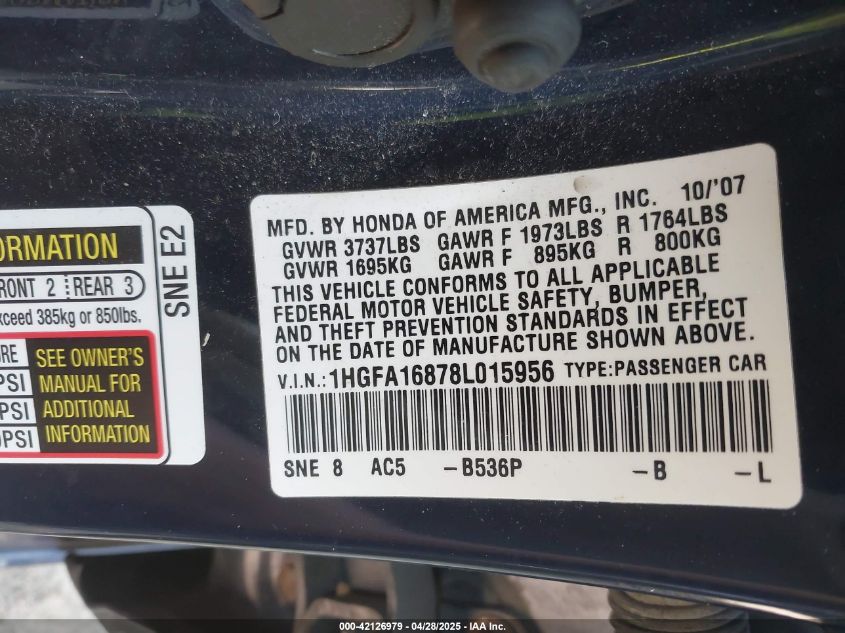 ORMATION
RONT 2 REAR 3
xceed 385kg or 850lbs.
RE
PSI
PSI
0PSI
SEE OWNER'S
MANUAL FOR
ADDITIONAL
INFORMATION
SNE E2
MFD. BY HONDA OF AMERICA MFG., INC. 10/'07
GVWR 3737LBS GAWR F 1973LBS R 1764LBS
GVWR 1695KG GAWR F 895KG R 800KG
THIS VEHICLE CONFORMS TO ALL APPLICABLE
FEDERAL MOTOR VEHICLE SAFETY, BUMPER,
AND THEFT PREVENTION STANDARDS IN EFFECT
ON THE DATE OF MANUFACTURE SHOWN ABOVE.
V.I.N.:1HGFA16878L015956 TYPE:PASSENGER CAR
SNE 8 AC5 -B536P -B -L
000-42126979 - 04/28/2025 - IAA, Inc.